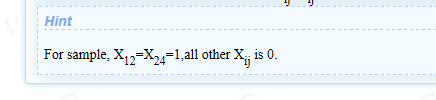 Hint
For sample, X12=X24=1,all other Xij is 0.